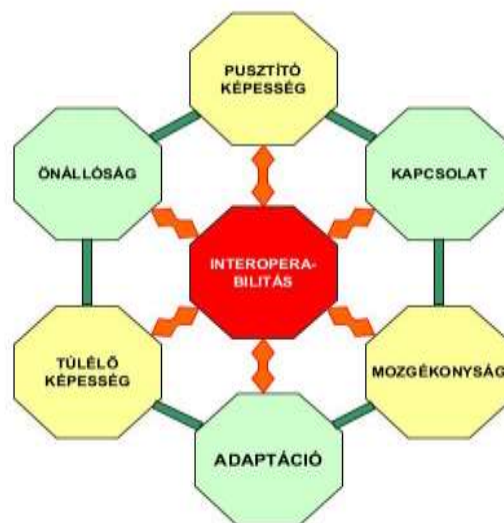 PUSZTÍTÓ
KÉPESSÉG
ÖNÁLLÓSÁG
KAPCSOLAT
INTEROPERA-
BILITÁS
TÚLÉLŐ
KÉPESSÉG
MOZGÉKONYSÁG
ADAPTÁCIÓ